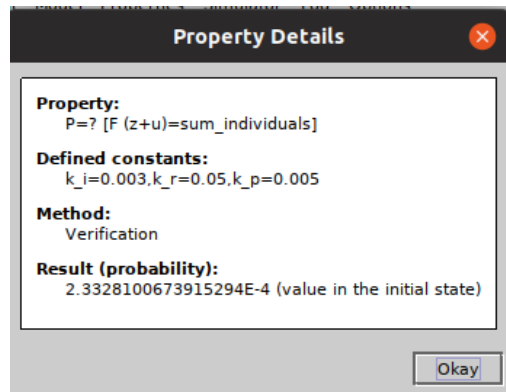 Property Details
Property:
P=? [F (z+u)=sum_individuals]
Defined constants:
k_i=0.003,k_r=0.05,k_p=0.005
Method:
Verification
Result (probability):
2.3328100673915294E-4 (value in the initial state)
Okay